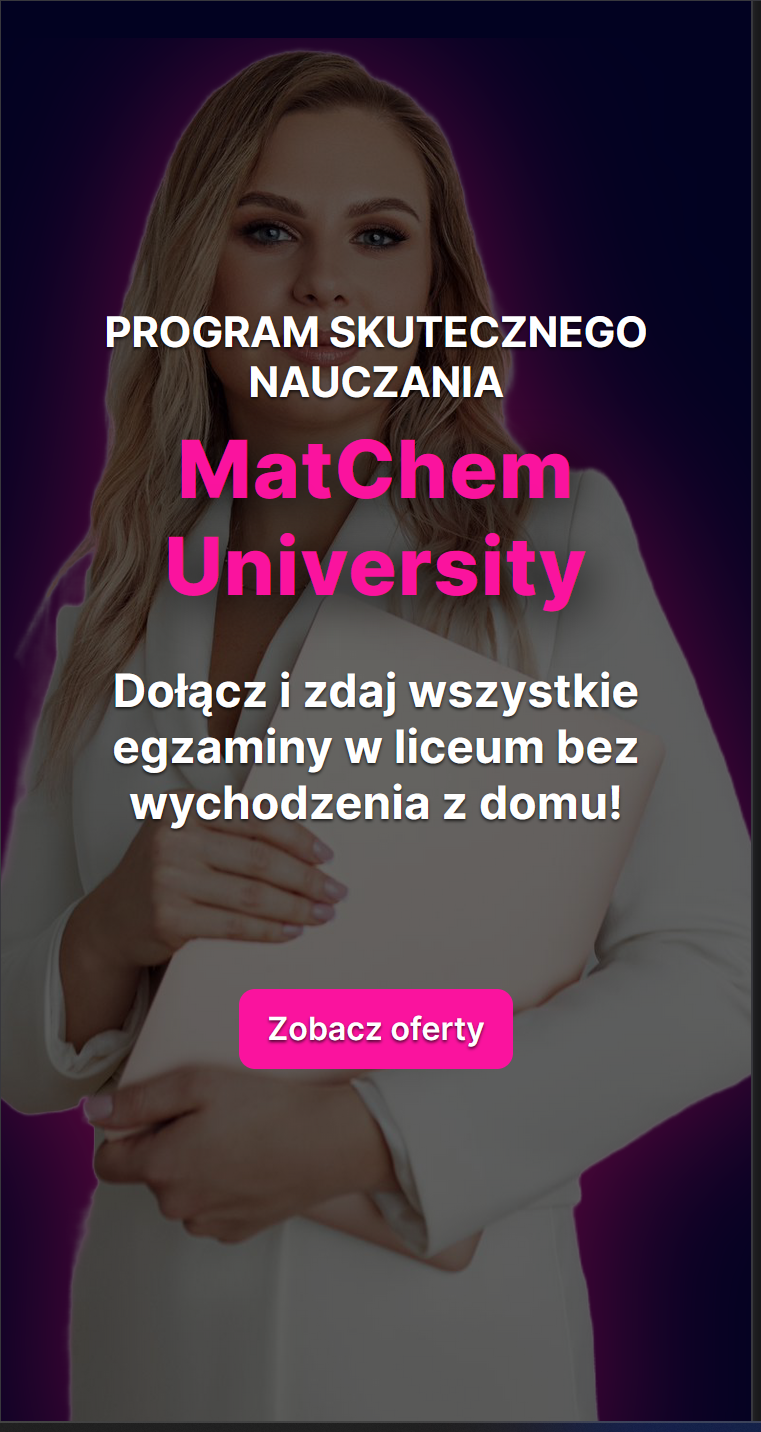 PROGRAM SKUTECZNEGO
NAUCZANIA
MatChem
University
Dołącz i zdaj wszystkie
egzaminy w liceum bez
wychodzenia z domu!
Zobacz oferty